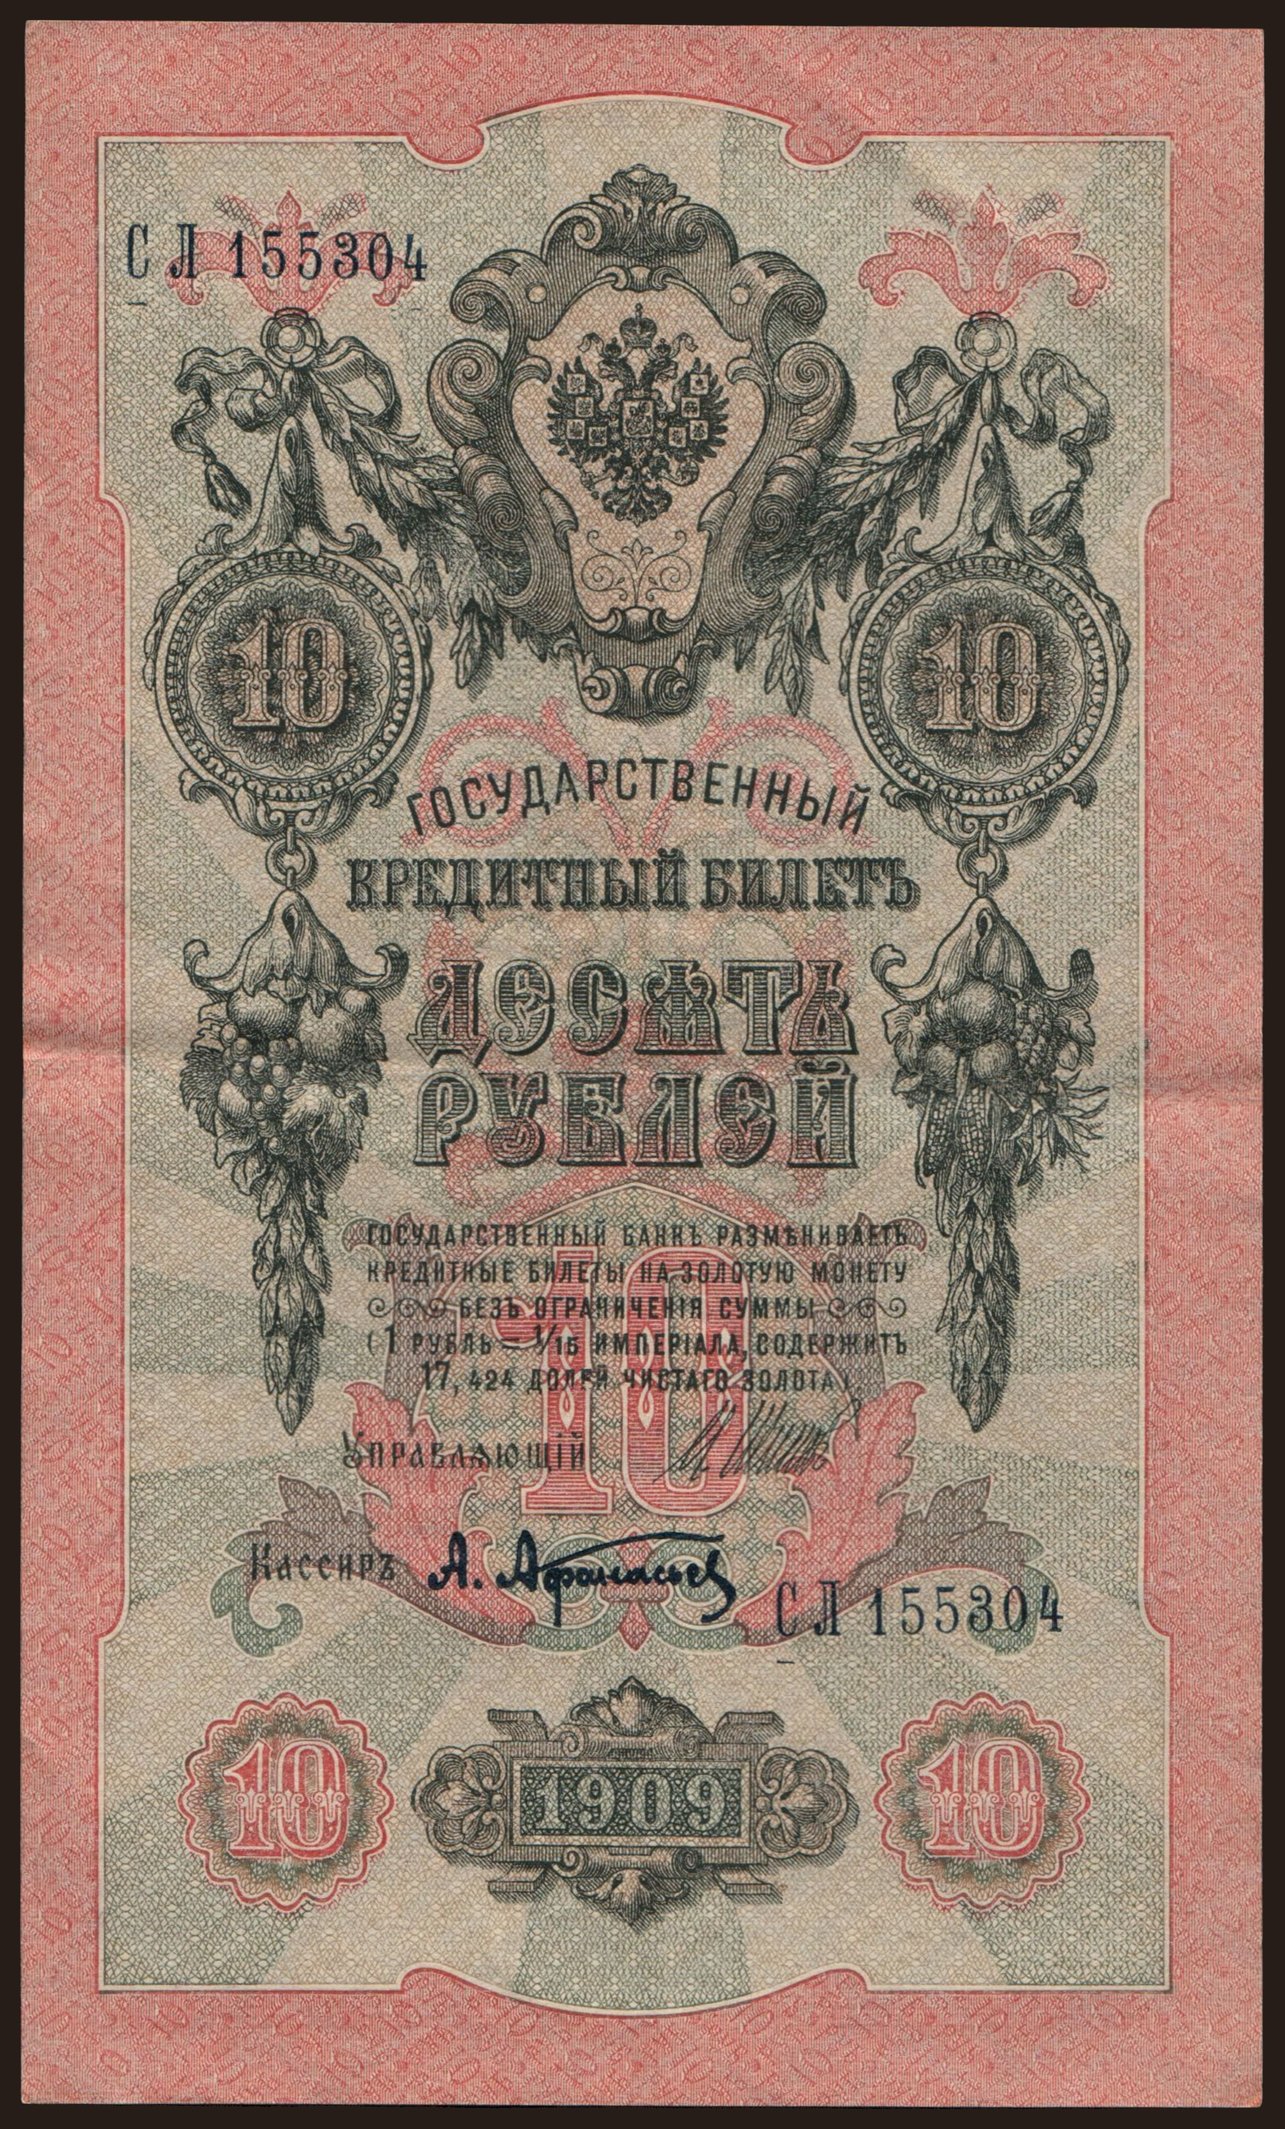 СЛ 155304
10 10
ГОСУДАРСТВЕННЫЙ
КРЕДИТНЫЙ БИЛЕТЪ
ДЕСѦТЬ
РУБЛЕЙ
ГОСУДАРСТВЕННЫЙ БАНКЪ РАЗМѢНИВАЕТЪ
КРЕДИТНЫЕ БИЛЕТЫ НА ЗОЛОТУЮ МОНЕТУ
БЕЗЪ ОГРАНИЧЕНІЯ СУММЫ
(1 РУБЛЬ = 1/15 ИМПЕРІАЛА, СОДЕРЖИТЪ
17,424 ДОЛЕЙ ЧИСТАГО ЗОЛОТА).
10
Управляющій
Кассиръ А. Афанасьев
СЛ 155304
10 1909 10